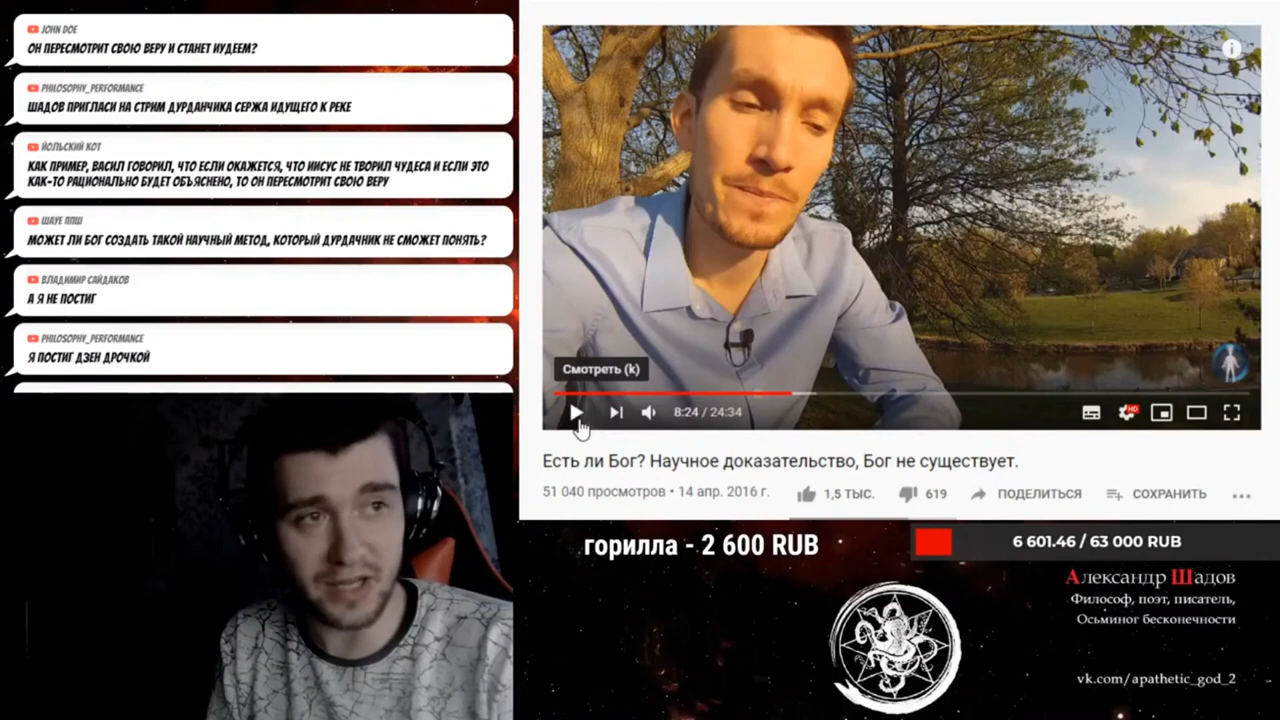 JOHN DOE
ОН ПЕРЕСМОТРИТ СВОЮ ВЕРУ И СТАНЕТ ИУДЕЕМ?
PHILOSOPHY_PERFORMANCE
ШАДОВ ПРИГЛАСИ НА СТРИМ ДУРДАНЧИКА СЕРЖА ИДУЩЕГО К РЕКЕ
ЙОЛЬСКИЙ КОТ
КАК ПРИМЕР, ВАСИЛ ГОВОРИЛ, ЧТО ЕСЛИ ОКАЖЕТСЯ, ЧТО ИИСУС НЕ ТВОРИЛ ЧУДЕСА И ЕСЛИ ЭТО
КАК-ТО РАЦИОНАЛЬНО БУДЕТ ОБЪЯСНЕНО, ТО ОН ПЕРЕСМОТРИТ СВОЮ ВЕРУ
ШАУЕ ППШ
МОЖЕТ ЛИ БОГ СОЗДАТЬ ТАКОЙ НАУЧНЫЙ МЕТОД, КОТОРЫЙ ДУРДАЧНИК НЕ СМОЖЕТ ПОНЯТЬ?
ВЛАДИМИР САЙДАКОВ
А Я НЕ ПОСТИГ
PHILOSOPHY_PERFORMANCE
Я ПОСТИГ ДЗЕН ДРОЧКОЙ
Смотреть (k)
8:24 / 24:34
HD
Есть ли Бог? Научное доказательство, Бог не существует.
51 040 просмотров • 14 апр. 2016 г.
1,5 ТЫС.
619
ПОДЕЛИТЬСЯ
СОХРАНИТЬ
горилла - 2 600 RUB
6 601.46 / 63 000 RUB
Александр Шадов
Философ, поэт, писатель,
Осьминог бесконечности
vk.com/apathetic_god_2